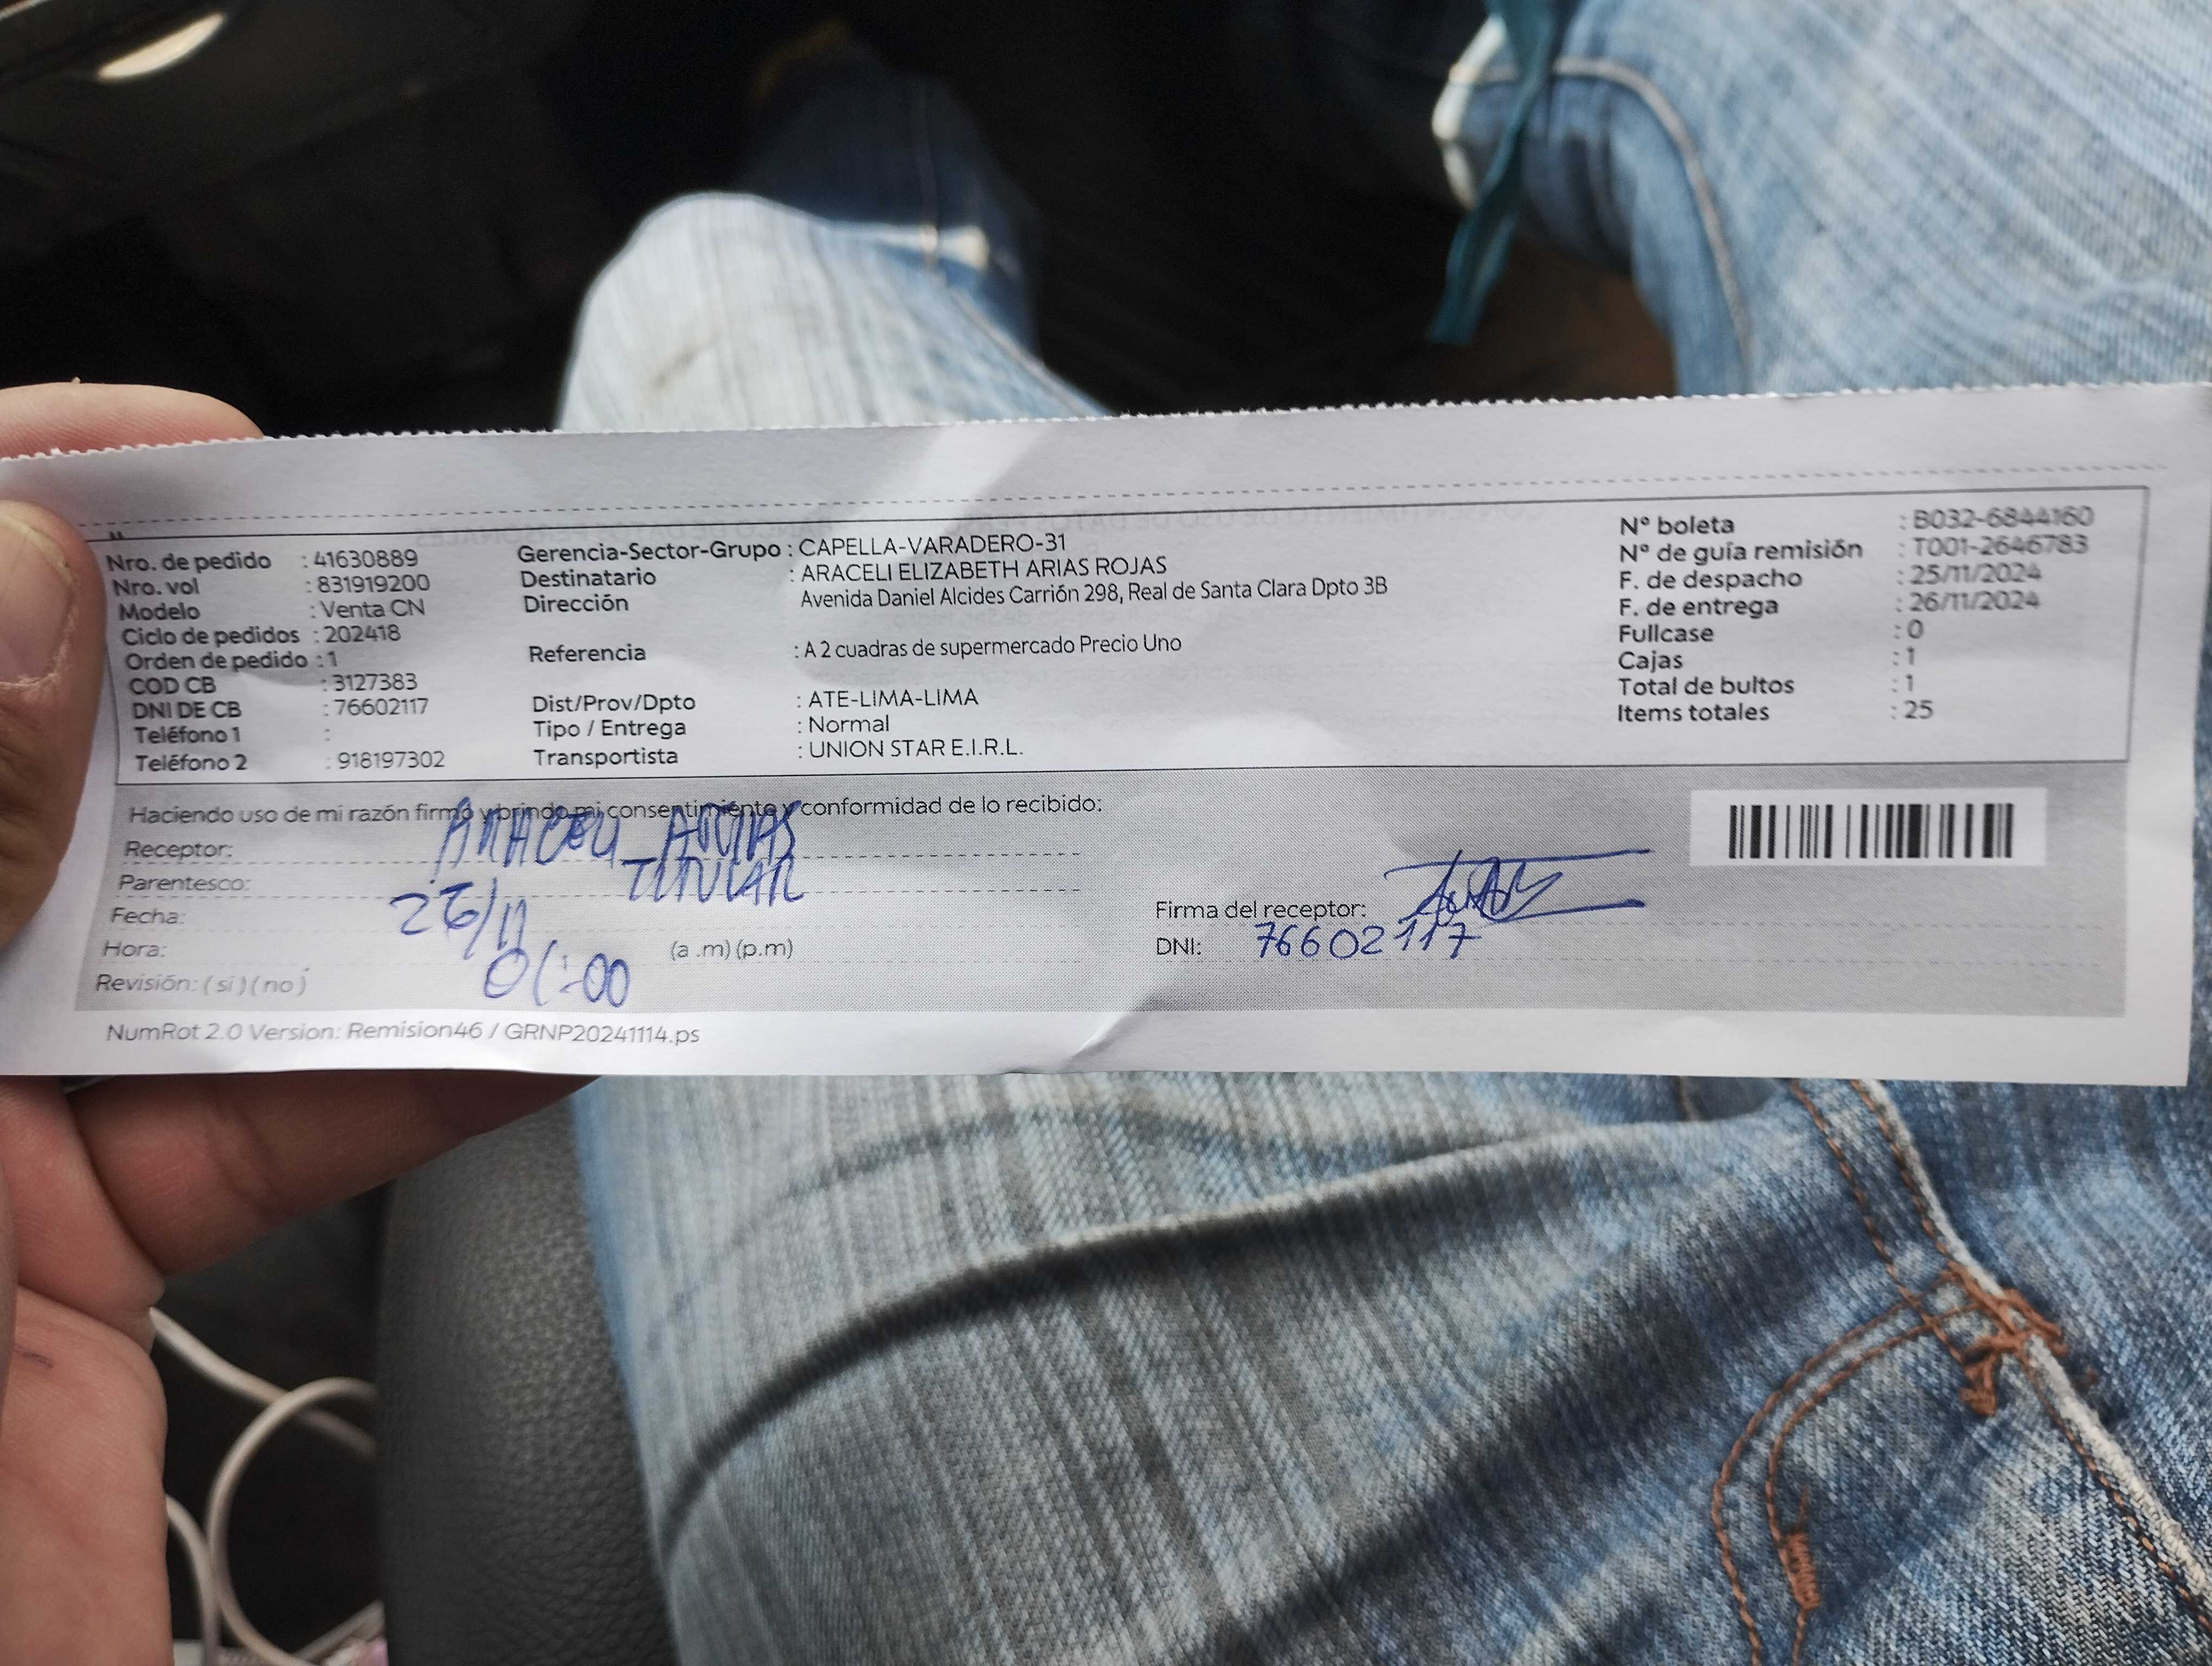 Nro. de pedido : 41630889
Nro. vol : 831919200
Modelo : Venta CN
Ciclo de pedidos : 202418
Orden de pedido : 1
COD CB : 3127383
DNI DE CB : 76602117
Teléfono 1 :
Teléfono 2 : 918197302
Gerencia-Sector-Grupo : CAPELLA-VARADERO-31
Destinatario : ARACELI ELIZABETH ARIAS ROJAS
Dirección Avenida Daniel Alcides Carrión 298, Real de Santa Clara Dpto 3B
Referencia : A 2 cuadras de supermercado Precio Uno
Dist/Prov/Dpto : ATE-LIMA-LIMA
Tipo / Entrega : Normal
Transportista : UNION STAR E.I.R.L.
N° boleta : B032-6844160
N° de guía remisión : T001-2646783
F. de despacho : 25/11/2024
F. de entrega : 26/11/2024
Fullcase : 0
Cajas : 1
Total de bultos : 1
Items totales : 25
Haciendo uso de mi razón firmo y brindo mi consentimiento y conformidad de lo recibido:
Receptor: ARACELI ARIAS
Parentesco: TITULAR
Fecha: 26/11
Hora: 01:00 (a .m) (p.m)
Revisión: ( si ) ( no )
Firma del receptor:
DNI: 76602117
NumRot 2.0 Version: Remision46 / GRNP20241114.ps